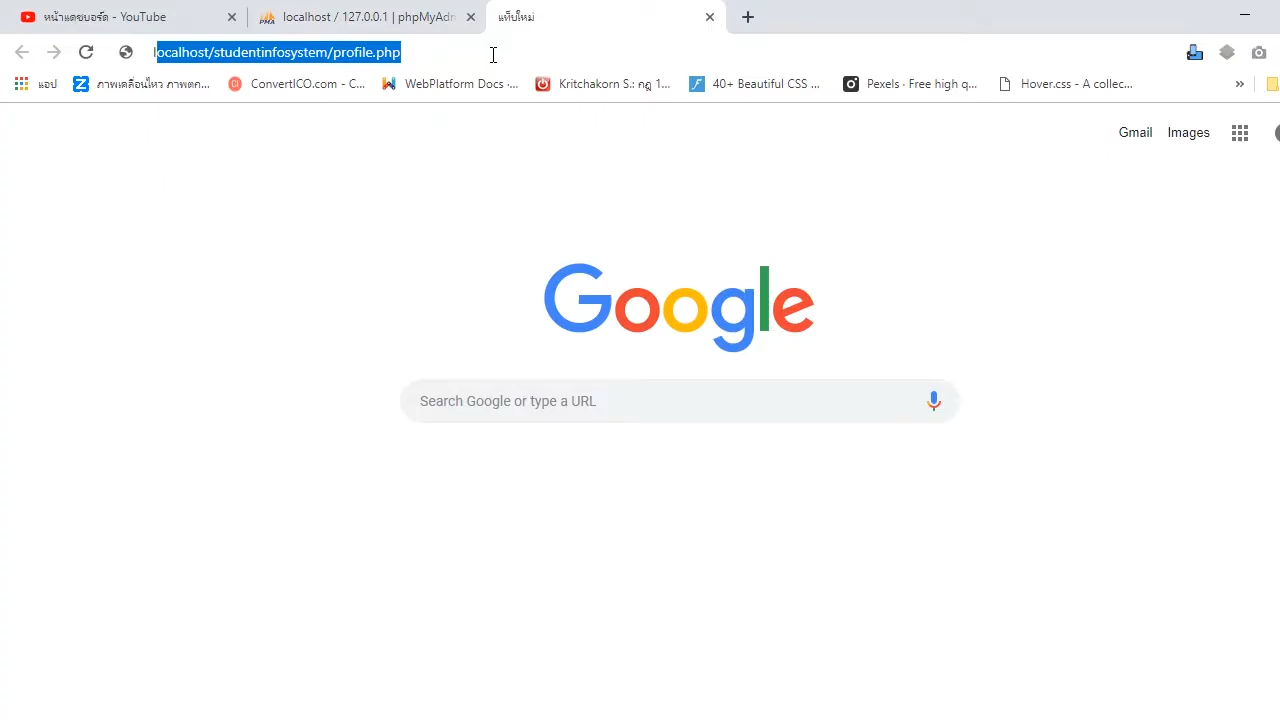 หน้าแดชบอร์ด - YouTube
localhost / 127.0.0.1 | phpMyAdn
แท็บใหม่
localhost/studentinfosystem/profile.php
แอป
ภาพเคลื่อนไหว ภาพตก...
ConvertICO.com - C...
WebPlatform Docs ·...
Kritchakorn S.: กฎ 1...
40+ Beautiful CSS ...
Pexels · Free high q...
Hover.css - A collec...
Gmail
Images
Google
Search Google or type a URL